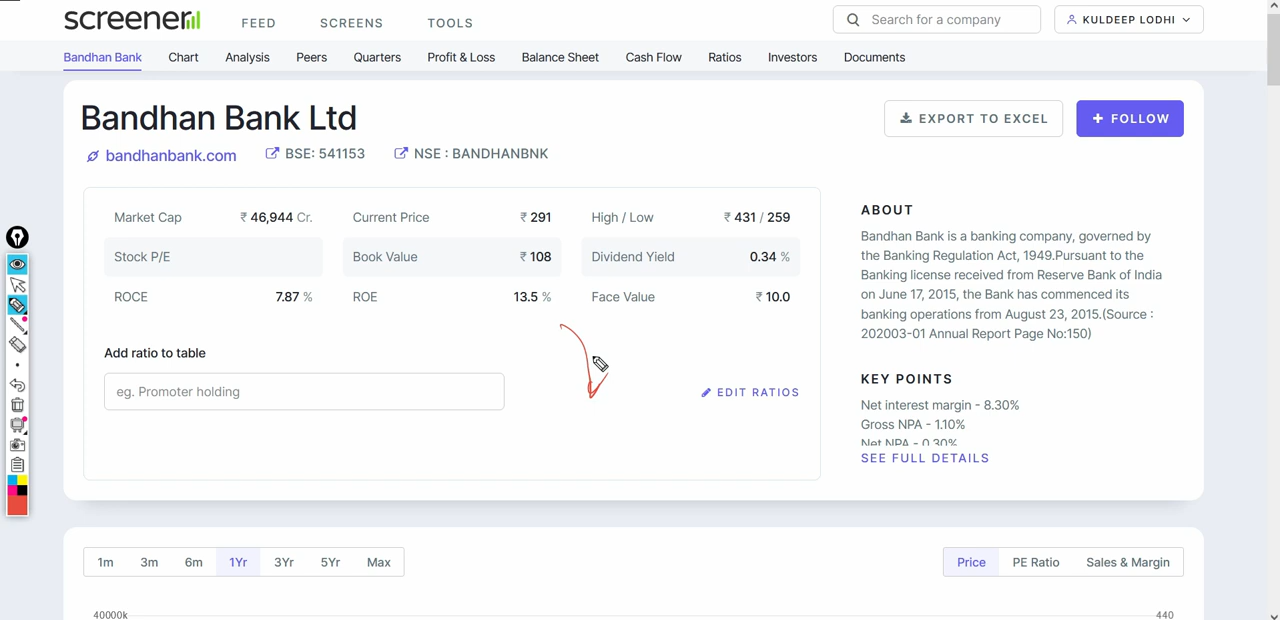 screener
FEED SCREENS TOOLS
Search for a company
KULDEEP LODHI
Bandhan Bank Chart Analysis Peers Quarters Profit & Loss Balance Sheet Cash Flow Ratios Investors Documents
Bandhan Bank Ltd
EXPORT TO EXCEL
+ FOLLOW
bandhanbank.com BSE: 541153 NSE : BANDHANBNK
Market Cap ₹ 46,944 Cr. Current Price ₹ 291 High / Low ₹ 431 / 259
Stock P/E Book Value ₹ 108 Dividend Yield 0.34 %
ROCE 7.87 % ROE 13.5 % Face Value ₹ 10.0
Add ratio to table
eg. Promoter holding
EDIT RATIOS
ABOUT
Bandhan Bank is a banking company, governed by
the Banking Regulation Act, 1949.Pursuant to the
Banking license received from Reserve Bank of India
on June 17, 2015, the Bank has commenced its
banking operations from August 23, 2015.(Source :
202003-01 Annual Report Page No:150)
KEY POINTS
Net interest margin - 8.30%
Gross NPA - 1.10%
Net NPA - 0.30%
SEE FULL DETAILS
1m 3m 6m 1Yr 3Yr 5Yr Max
Price PE Ratio Sales & Margin
40000k 440